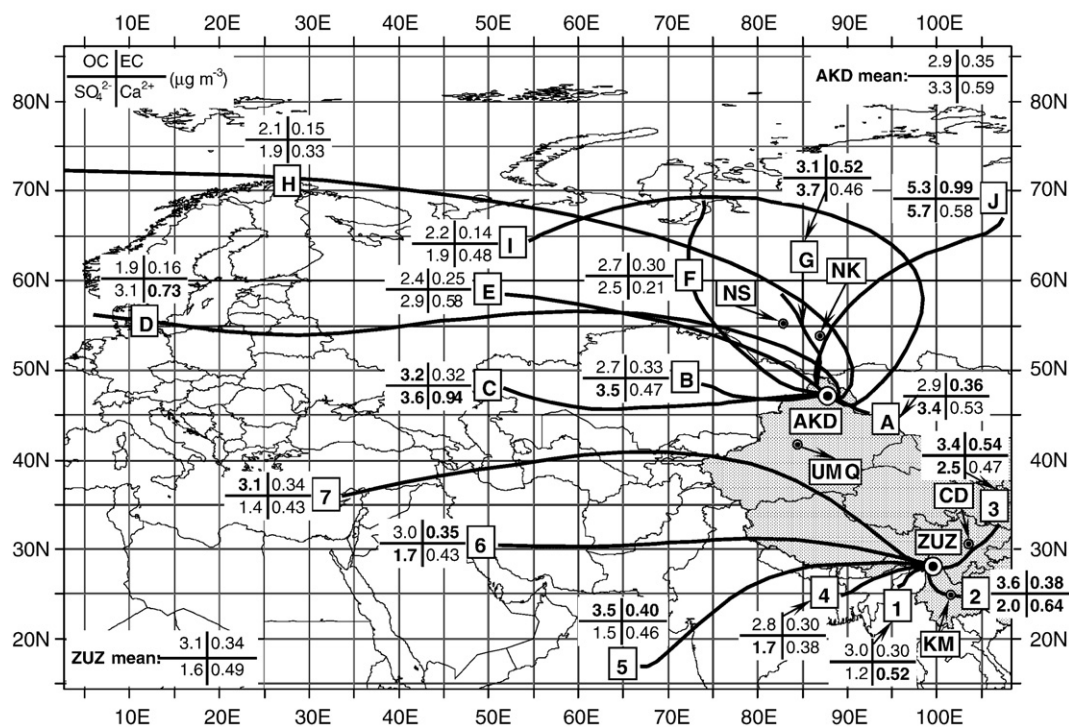 10E 20E 30E 40E 50E 60E 70E 80E 90E 100E
OC EC
SO₄²⁻ Ca²⁺ (μg m⁻³)
AKD mean: 2.9 0.35
3.3 0.59
80N 80N
2.1 0.15
1.9 0.33
H
3.1 0.52
3.7 0.46
G
5.3 0.99
5.7 0.58
J
70N 70N
2.2 0.14
1.9 0.48
I
1.9 0.16
3.1 0.73
D
2.4 0.25
2.9 0.58
E
2.7 0.30
2.5 0.21
F
NS
NK
60N 60N
3.2 0.32
3.6 0.94
C
2.7 0.33
3.5 0.47
B
50N 50N
2.9 0.36
3.4 0.53
A
AKD
UMQ
3.4 0.54
2.5 0.47
3
CD
40N 40N
3.1 0.34
1.4 0.43
7
3.0 0.35
1.7 0.43
6
ZUZ
30N 30N
3.6 0.38
2.0 0.64
2
3.5 0.40
1.5 0.46
5
2.8 0.30
1.7 0.38
4
3.0 0.30
1.2 0.52
1
KM
20N 20N
ZUZ mean: 3.1 0.34
1.6 0.49
10E 20E 30E 40E 50E 60E 70E 80E 90E 100E